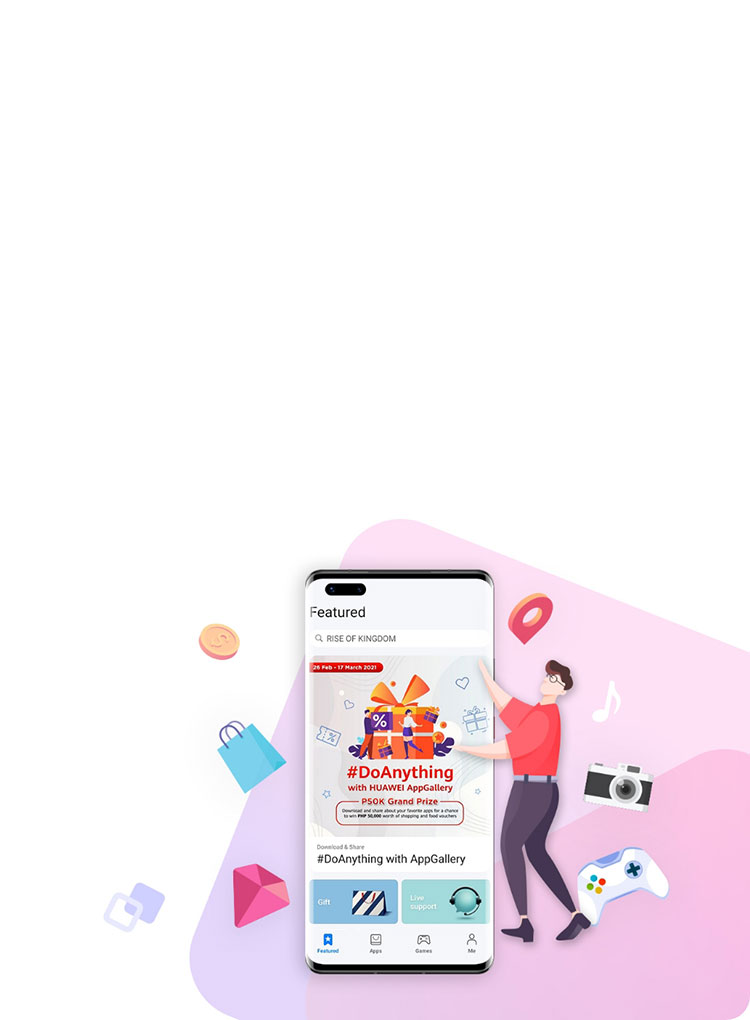 Featured
RISE OF KINGDOM
26 Feb - 17 March 2021
%
%
#DoAnything
with HUAWEI AppGallery
P50K Grand Prize
Download and share about your favorite apps for a chance
to win PHP 50,000 worth of shopping and food vouchers
Download & Share
#DoAnything with AppGallery
Gift
Live
support
Featured
Apps
Games
Me